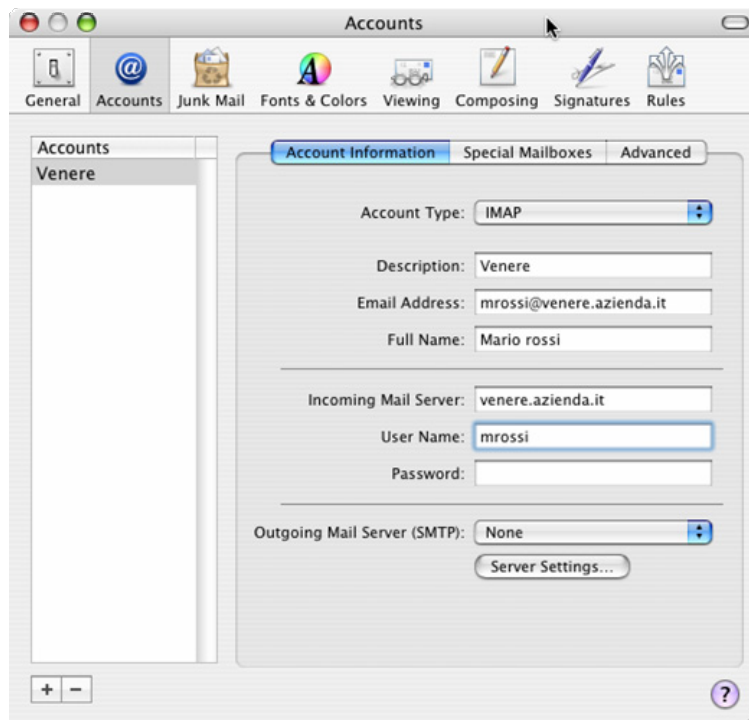 Accounts
General Accounts Junk Mail Fonts & Colors Viewing Composing Signatures Rules
Accounts
Venere
Account Information Special Mailboxes Advanced
Account Type: IMAP
Description: Venere
Email Address: mrossi@venere.azienda.it
Full Name: Mario rossi
Incoming Mail Server: venere.azienda.it
User Name: mrossi
Password:
Outgoing Mail Server (SMTP): None
Server Settings...
+ −
?